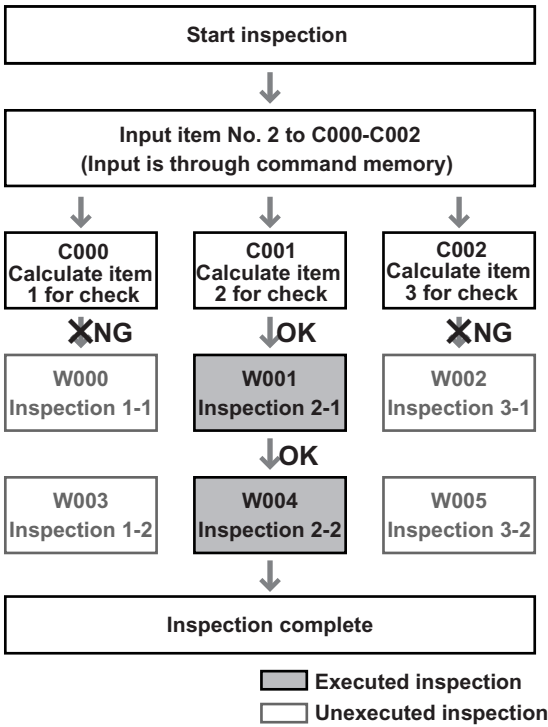 Start inspection
Input item No. 2 to C000-C002
(Input is through command memory)
C000
Calculate item
1 for check
C001
Calculate item
2 for check
C002
Calculate item
3 for check
NG
OK
NG
W000
Inspection 1-1
W001
Inspection 2-1
W002
Inspection 3-1
OK
W003
Inspection 1-2
W004
Inspection 2-2
W005
Inspection 3-2
Inspection complete
Executed inspection
Unexecuted inspection